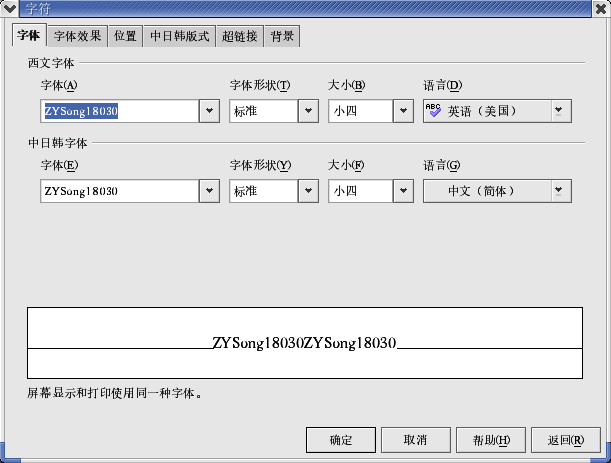 字符
字体 字体效果 位置 中日韩版式 超链接 背景
西文字体
字体(A) 字体形状(T) 大小(B) 语言(D)
ZYSong18030 标准 小四 ABC 英语（美国）
中日韩字体
字体(E) 字体形状(Y) 大小(F) 语言(G)
ZYSong18030 标准 小四 中文（简体）
ZYSong18030ZYSong18030
屏幕显示和打印使用同一种字体。
确定 取消 帮助(H) 返回(R)